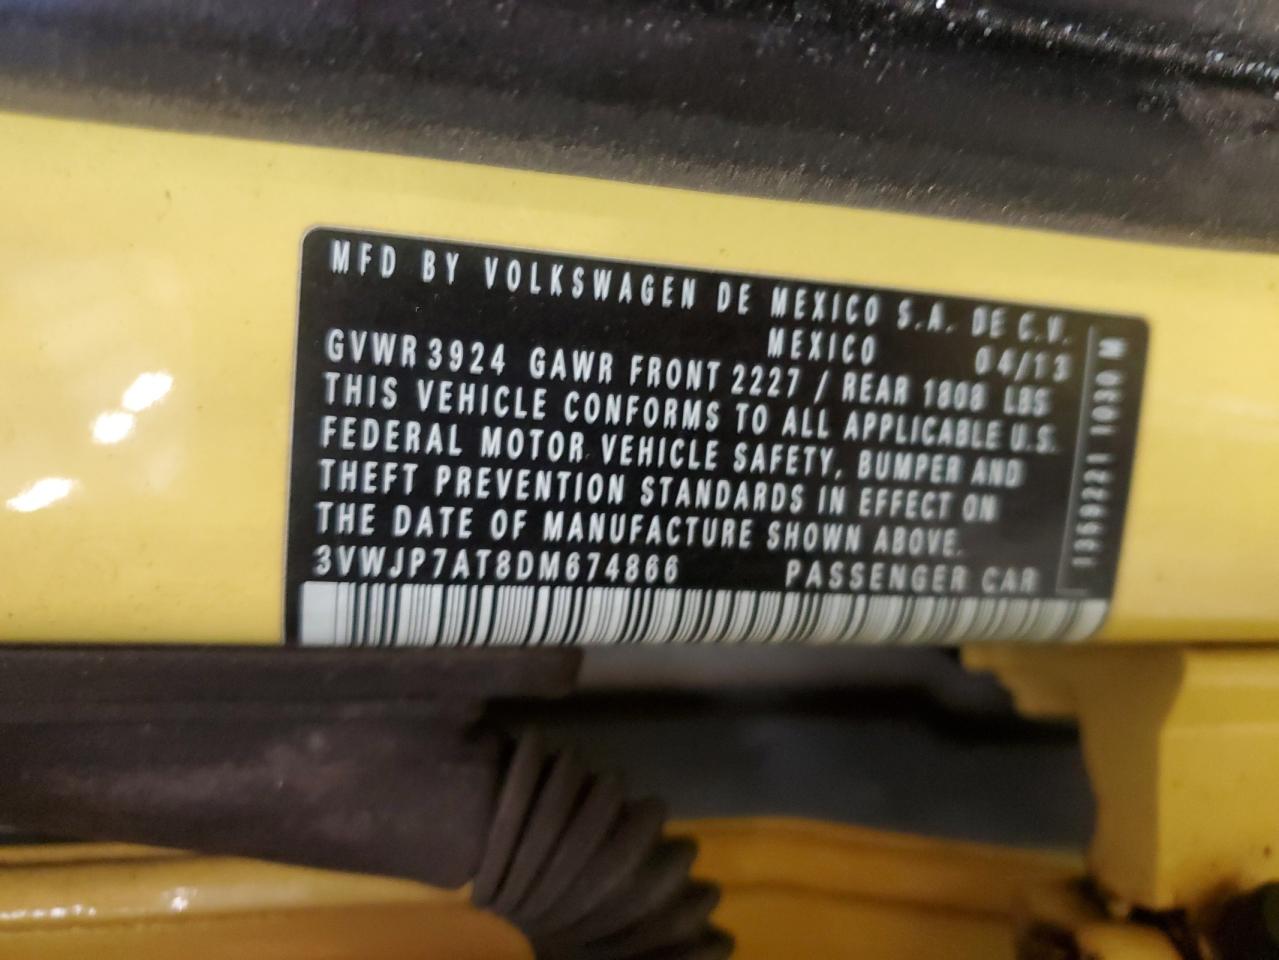 MFD BY VOLKSWAGEN DE MEXICO S.A. DE C.V.
MEXICO 04/13
GVWR 3924 GAWR FRONT 2227 / REAR 1808 LBS
THIS VEHICLE CONFORMS TO ALL APPLICABLE U.S.
FEDERAL MOTOR VEHICLE SAFETY, BUMPER AND
THEFT PREVENTION STANDARDS IN EFFECT ON
THE DATE OF MANUFACTURE SHOWN ABOVE.
3VWJP7AT8DM674866 PASSENGER CAR
1030 M